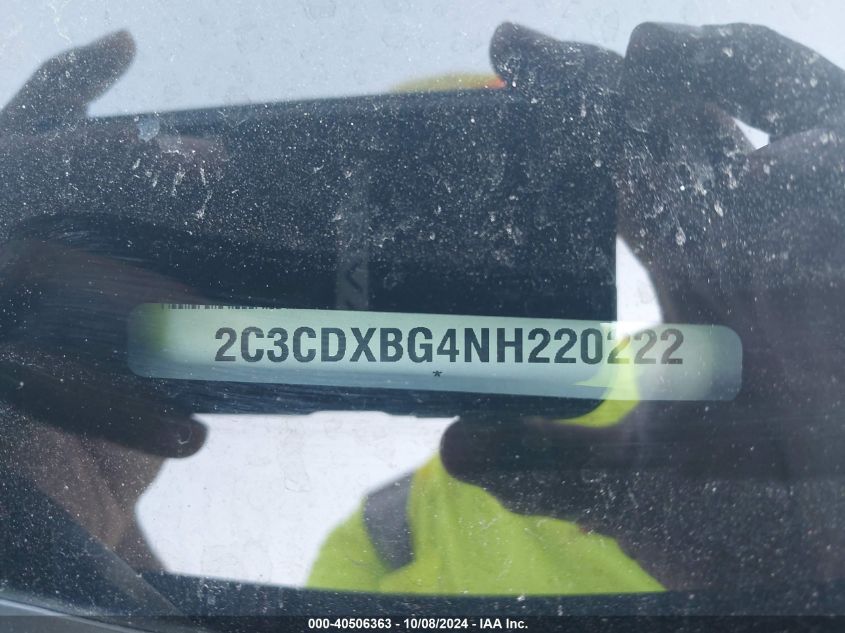 2C3CDXBG4NH220222
*
000-40506363 - 10/08/2024 - IAA Inc.